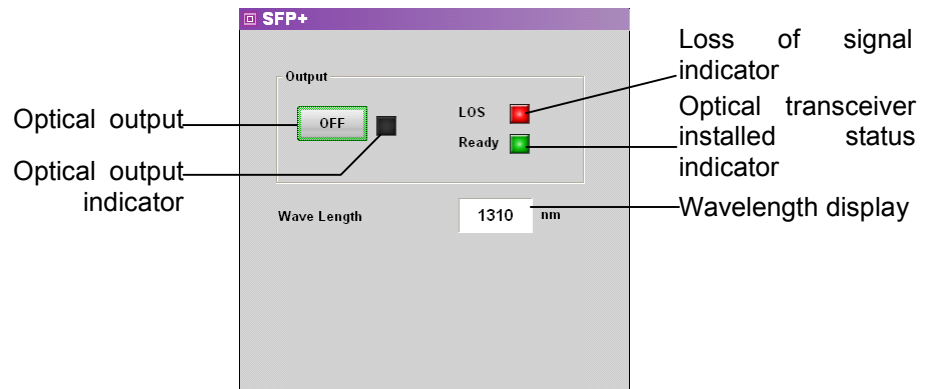 SFP+
Output
OFF
LOS
Ready
Wave Length
1310 nm
Optical output
Optical output
indicator
Loss of signal
indicator
Optical transceiver
installed status
indicator
Wavelength display